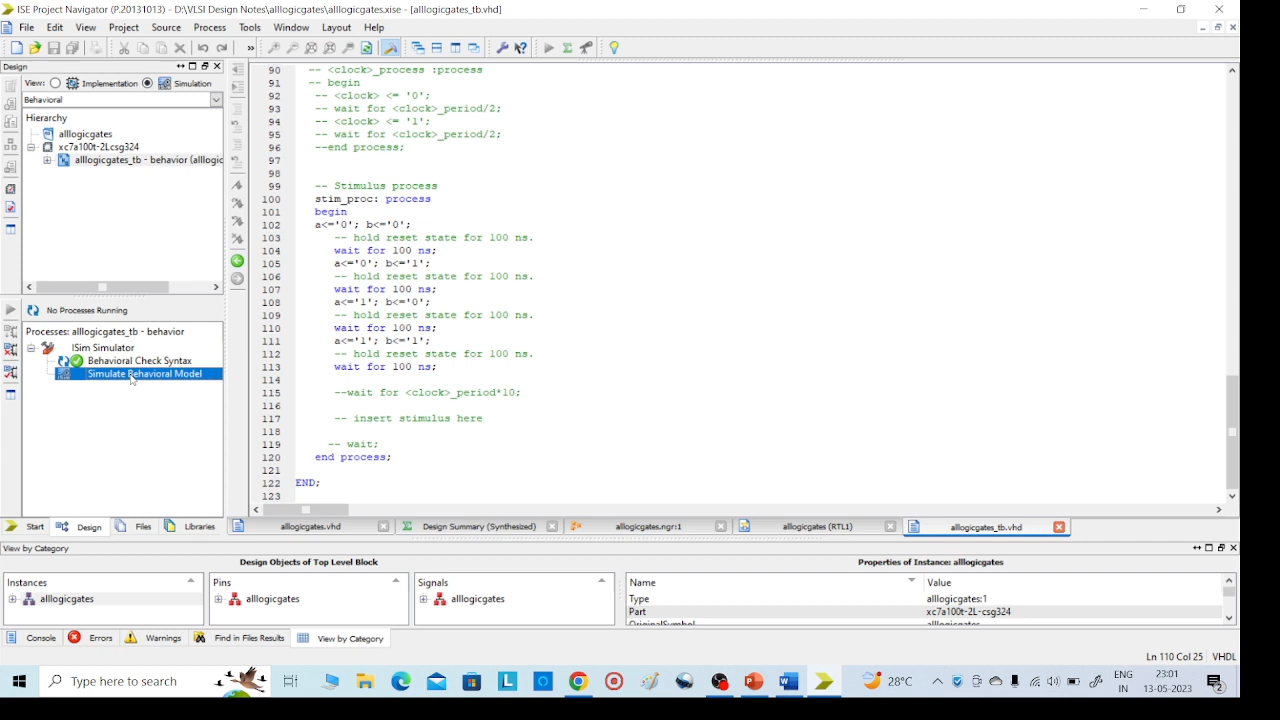 ISE Project Navigator (P.20131013) - D:\VLSI Design Notes\alllogicgates\alllogicgates.xise - [alllogicgates_tb.vhd]
File Edit View Project Source Process Tools Window Layout Help
Design
View: Implementation Simulation
Behavioral
Hierarchy
alllogicgates
xc7a100t-2Lcsg324
alllogicgates_tb - behavior (alllogic
No Processes Running
Processes: alllogicgates_tb - behavior
ISim Simulator
Behavioral Check Syntax
Simulate Behavioral Model
Start Design Files Libraries
90 -- <clock>_process :process
91 -- begin
92 -- <clock> <= '0';
93 -- wait for <clock>_period/2;
94 -- <clock> <= '1';
95 -- wait for <clock>_period/2;
96 --end process;
97
98
99 -- Stimulus process
100 stim_proc: process
101 begin
102 a<='0'; b<='0';
103 -- hold reset state for 100 ns.
104 wait for 100 ns;
105 a<='0'; b<='1';
106 -- hold reset state for 100 ns.
107 wait for 100 ns;
108 a<='1'; b<='0';
109 -- hold reset state for 100 ns.
110 wait for 100 ns;
111 a<='1'; b<='1';
112 -- hold reset state for 100 ns.
113 wait for 100 ns;
114
115 --wait for <clock>_period*10;
116
117 -- insert stimulus here
118
119 -- wait;
120 end process;
121
122 END;
123
alllogicgates.vhd Design Summary (Synthesized) alllogicgates.ngr:1 alllogicgates (RTL1) alllogicgates_tb.vhd
View by Category
Design Objects of Top Level Block Properties of Instance: alllogicgates
Instances Pins Signals Name Value
alllogicgates alllogicgates alllogicgates Type alllogicgates:1
Part xc7a100t-2L-csg324
OriginalSymbol alllogicgates
Console Errors Warnings Find in Files Results View by Category
Ln 110 Col 25 VHDL
Type here to search
28°C
ENG
IN
23:01
13-05-2023
2